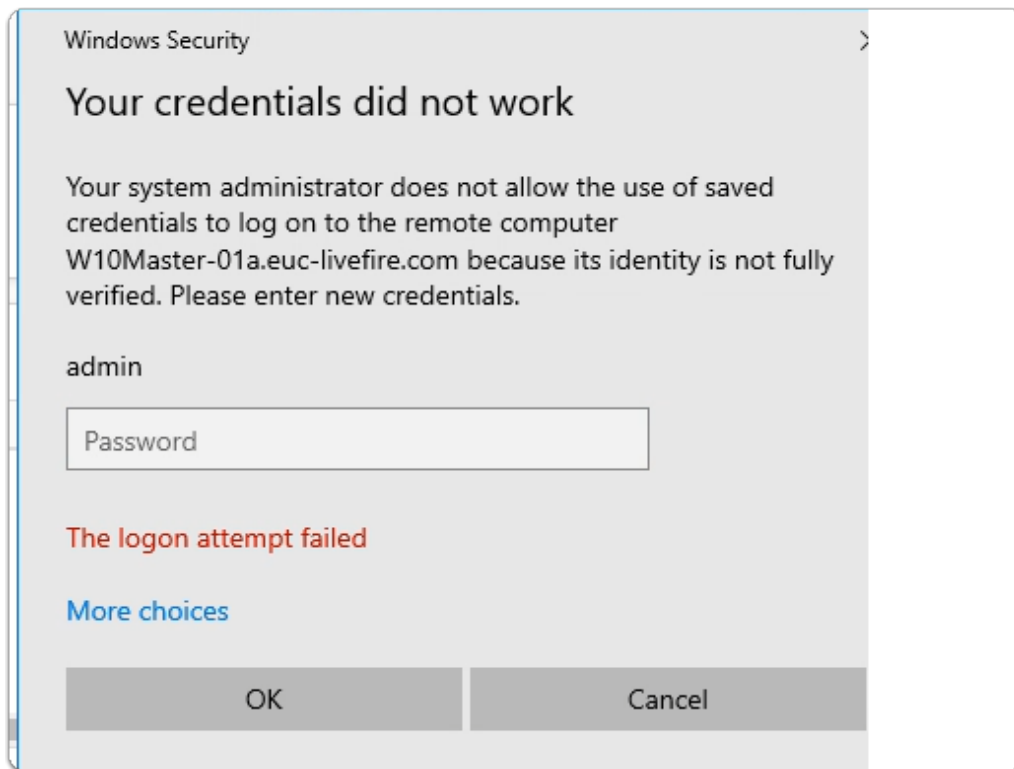 Windows Security
Your credentials did not work
Your system administrator does not allow the use of saved
credentials to log on to the remote computer
W10Master-01a.euc-livefire.com because its identity is not fully
verified. Please enter new credentials.
admin
Password
The logon attempt failed
More choices
OK
Cancel